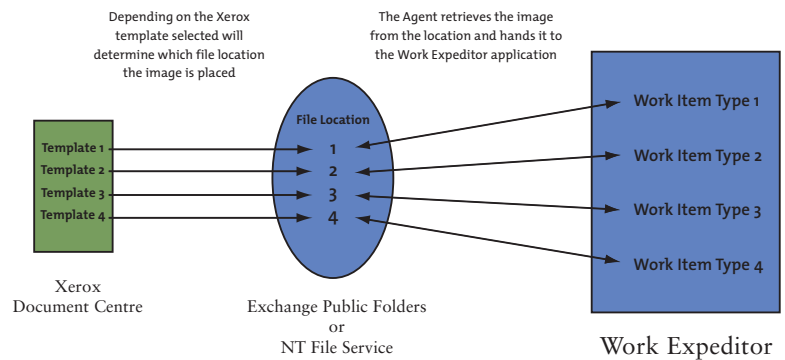 Depending on the Xerox
template selected will
determine which file location
the image is placed
The Agent retrieves the image
from the location and hands it to
the Work Expeditor application
Template 1
Template 2
Template 3
Template 4
Xerox
Document Centre
File Location
1
2
3
4
Exchange Public Folders
or
NT File Service
Work Item Type 1
Work Item Type 2
Work Item Type 3
Work Item Type 4
Work Expeditor